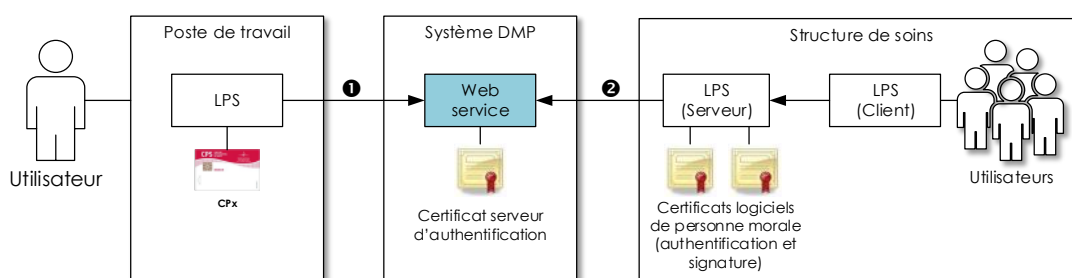 Poste de travail
Système DMP
Structure de soins
LPS
❶
Web
service
❷
LPS
(Serveur)
LPS
(Client)
CPS
Utilisateur
CPx
Certificat serveur
d'authentification
Certificats logiciels
de personne morale
(authentification et
signature)
Utilisateurs